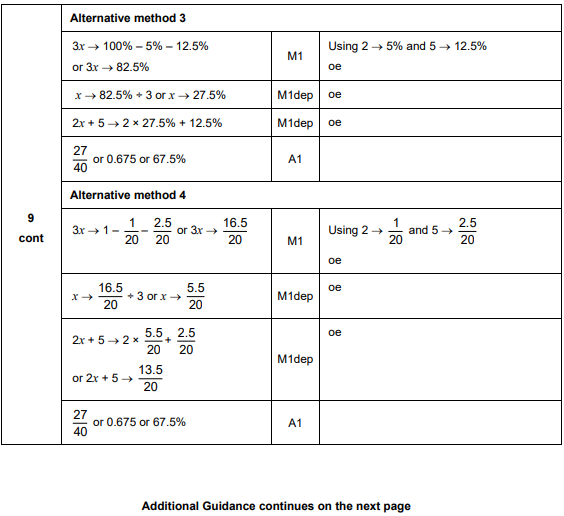 Alternative method 3
3x → 100% – 5% – 12.5%
or 3x → 82.5%
M1
Using 2 → 5% and 5 → 12.5%
oe
x → 82.5% ÷ 3 or x → 27.5%
M1dep
oe
2x + 5 → 2 × 27.5% + 12.5%
M1dep
oe
27/40 or 0.675 or 67.5%
A1
Alternative method 4
9
cont
3x → 1 – 1/20 – 2.5/20 or 3x → 16.5/20
M1
Using 2 → 1/20 and 5 → 2.5/20
oe
x → 16.5/20 ÷ 3 or x → 5.5/20
M1dep
oe
2x + 5 → 2 × 5.5/20 + 2.5/20
or 2x + 5 → 13.5/20
M1dep
oe
27/40 or 0.675 or 67.5%
A1
Additional Guidance continues on the next page